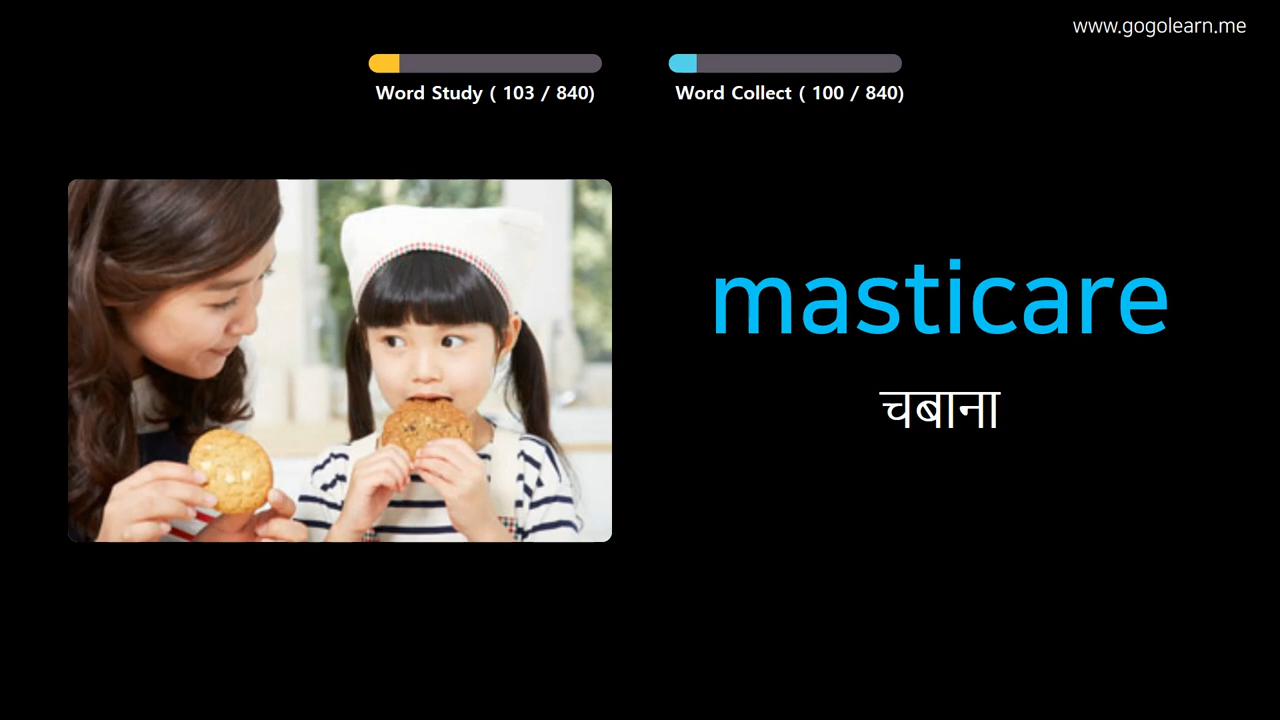 www.gogolearn.me
Word Study ( 103 / 840)
Word Collect ( 100 / 840)
masticare
चबाना